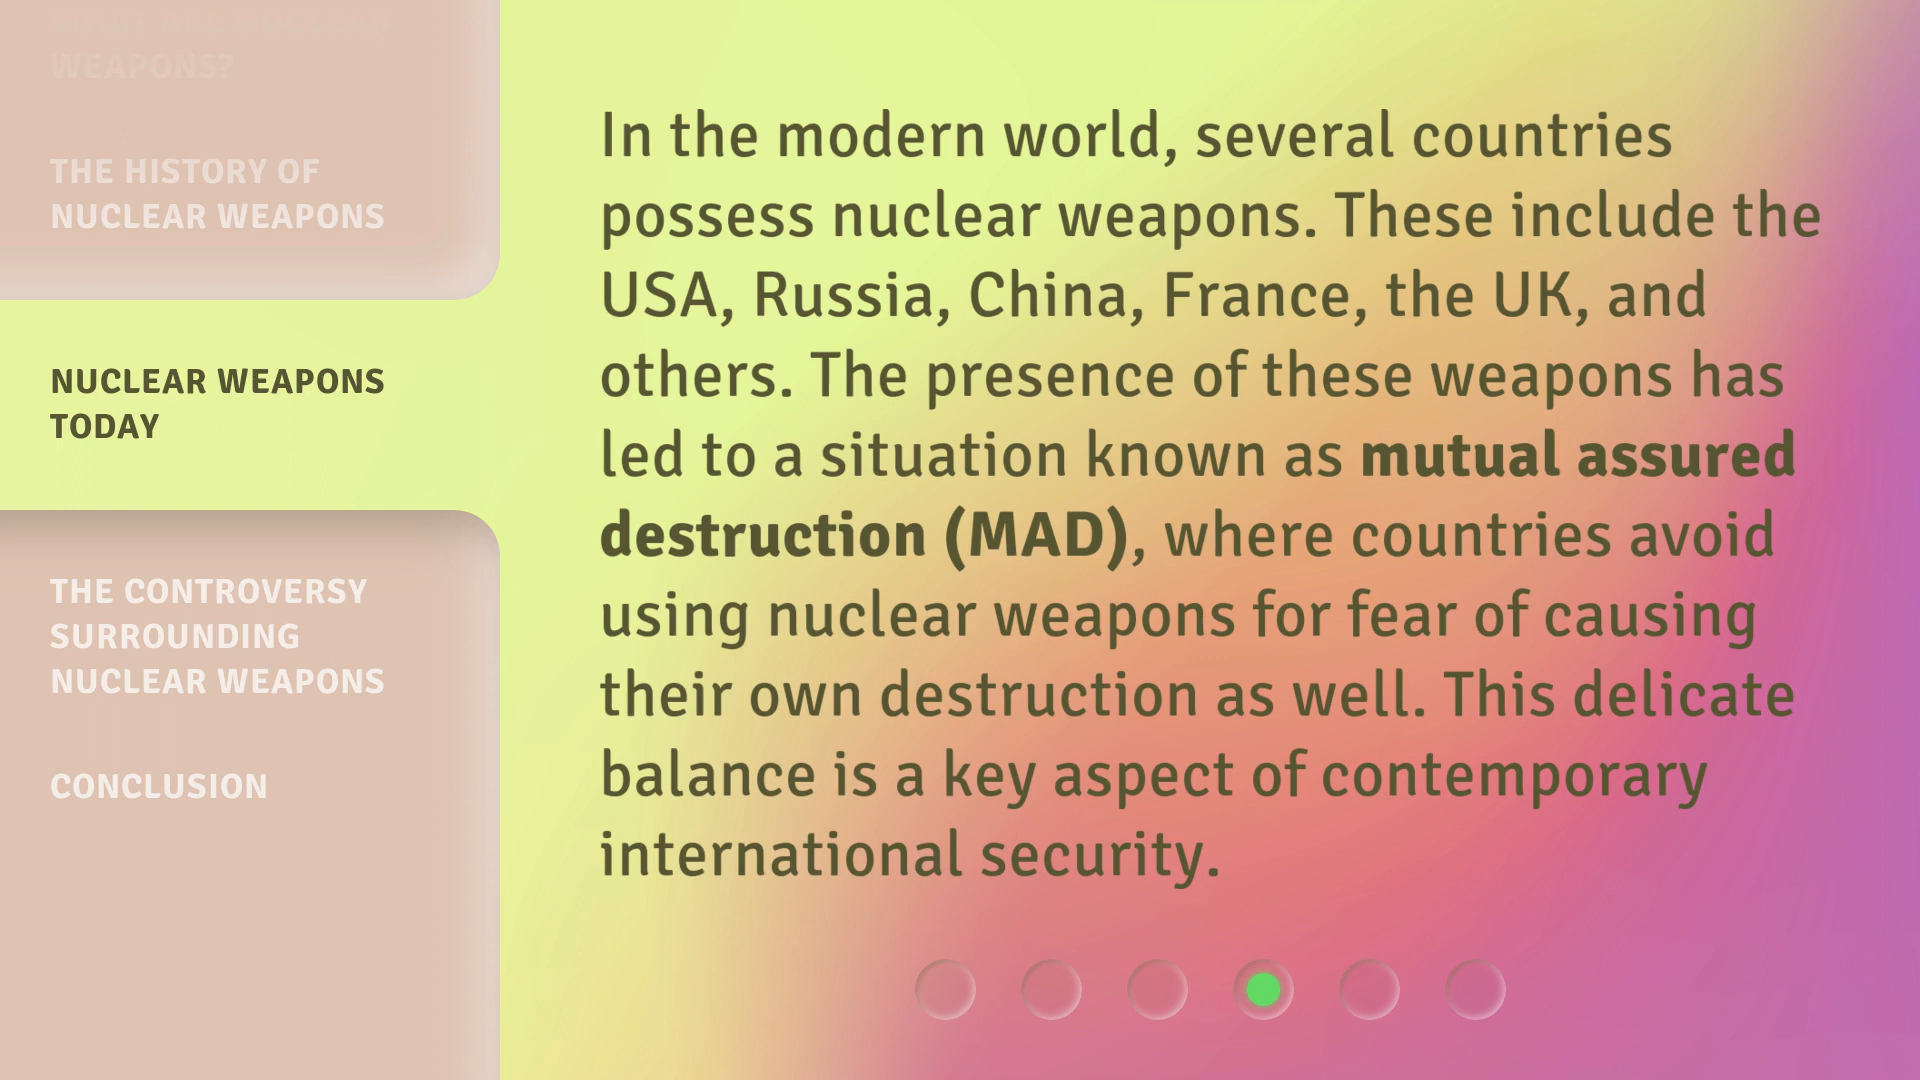 WEAPONS?
THE HISTORY OF
NUCLEAR WEAPONS
NUCLEAR WEAPONS
TODAY
THE CONTROVERSY
SURROUNDING
NUCLEAR WEAPONS
CONCLUSION
In the modern world, several countries
possess nuclear weapons. These include the
USA, Russia, China, France, the UK, and
others. The presence of these weapons has
led to a situation known as mutual assured
destruction (MAD), where countries avoid
using nuclear weapons for fear of causing
their own destruction as well. This delicate
balance is a key aspect of contemporary
international security.